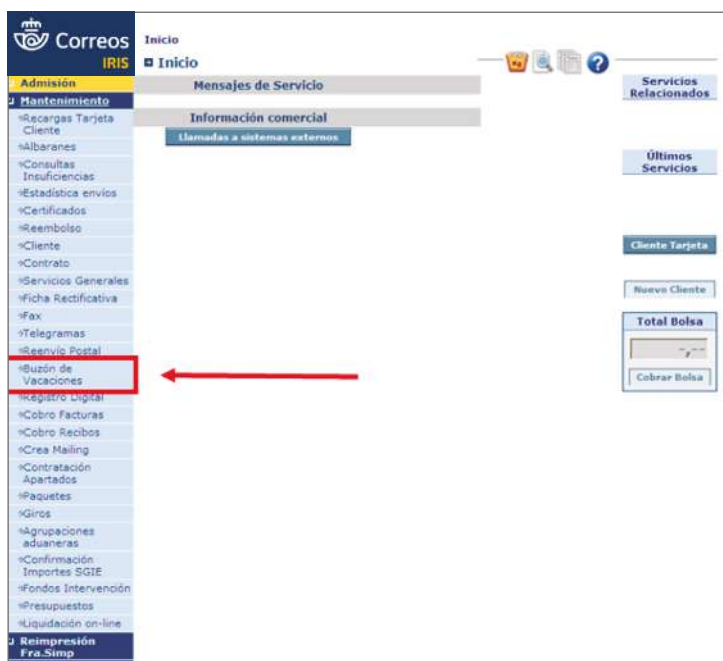 Correos
IRIS
Inicio
Inicio
Admisión
Mantenimiento
Recargas Tarjeta
Cliente
Albaranes
Consultas
Insuficiencias
Estadística envíos
Certificados
Reembolso
Cliente
Contrato
Servicios Generales
Ficha Rectificativa
Fax
Telegramas
Reenvío Postal
Buzón de
Vacaciones
Registro Digital
Cobro Facturas
Cobro Recibos
Crea Mailing
Contratación
Apartados
Paquetes
Giros
Agrupaciones
aduaneras
Confirmación
Importes SGIE
Fondos Intervención
Presupuestos
Liquidación on-line
Reimpresión
Fra.Simp
Mensajes de Servicio
Información comercial
Llamadas a sistemas externos
?
Servicios
Relacionados
Últimos
Servicios
Cliente Tarjeta
Nuevo Cliente
Total Bolsa
-,--
Cobrar Bolsa